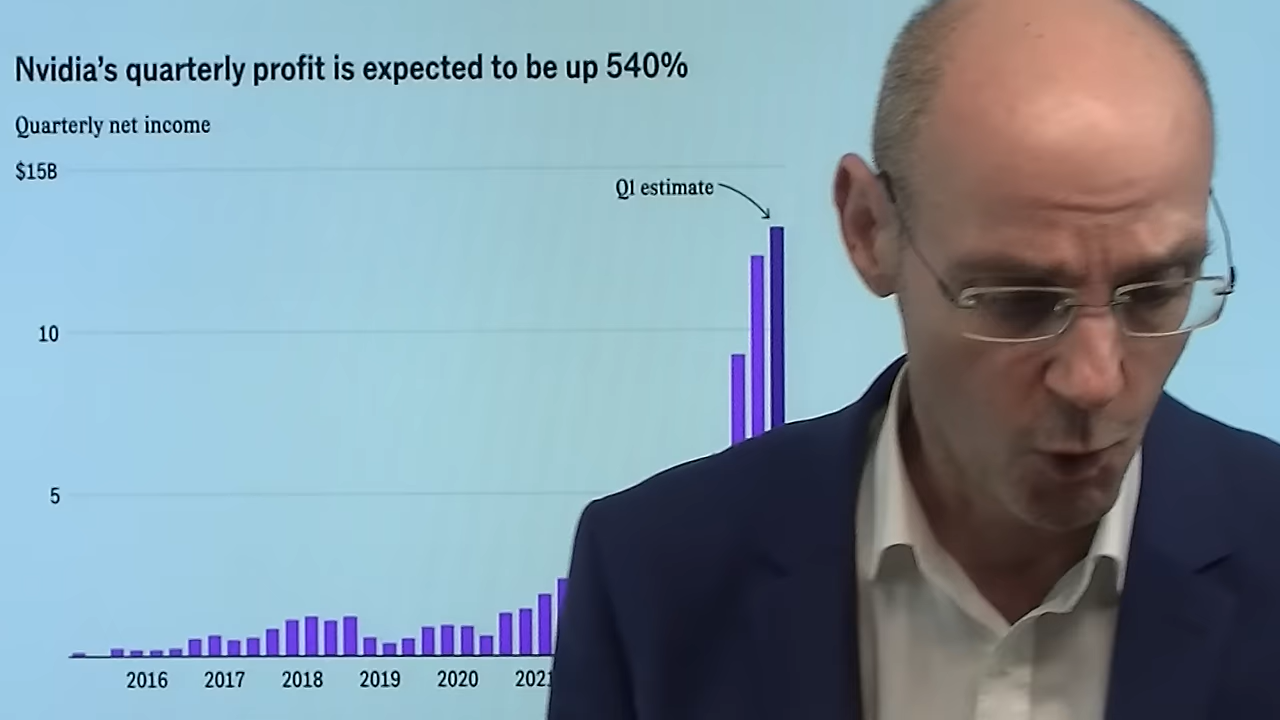 Nvidia's quarterly profit is expected to be up 540%
Quarterly net income
$15B
Q1 estimate
10
5
2016 2017 2018 2019 2020 2021